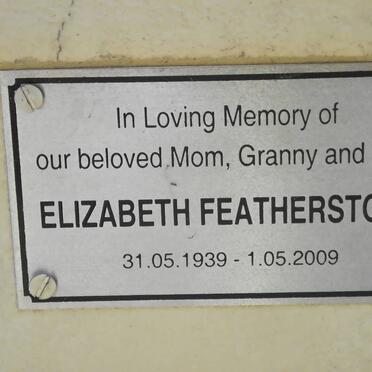 In Loving Memory of
our beloved Mom, Granny and
ELIZABETH FEATHERSTO
31.05.1939 - 1.05.2009